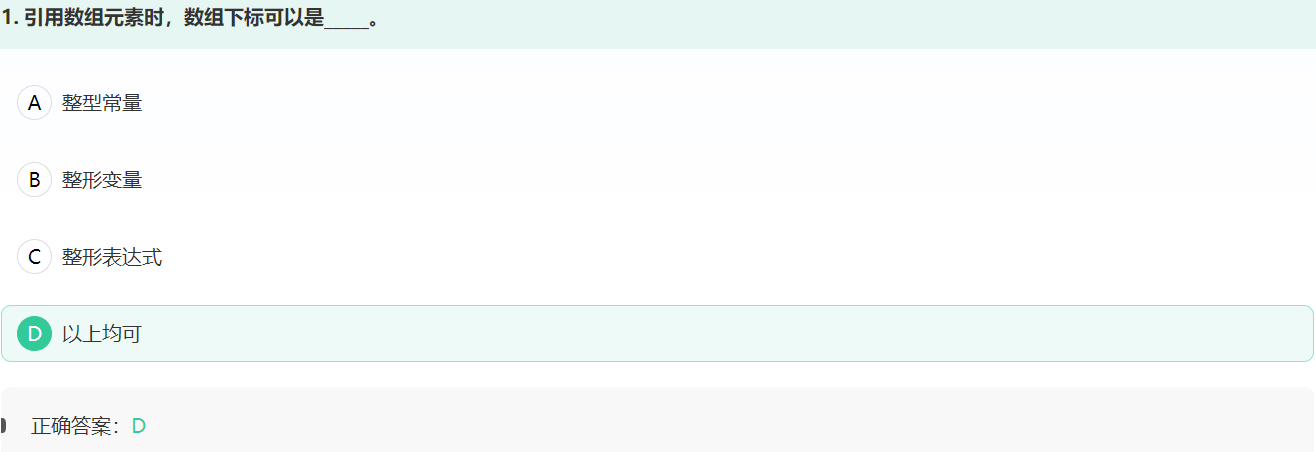 1. 引用数组元素时，数组下标可以是_____。
A 整型常量
B 整形变量
C 整形表达式
D 以上均可
正确答案：D